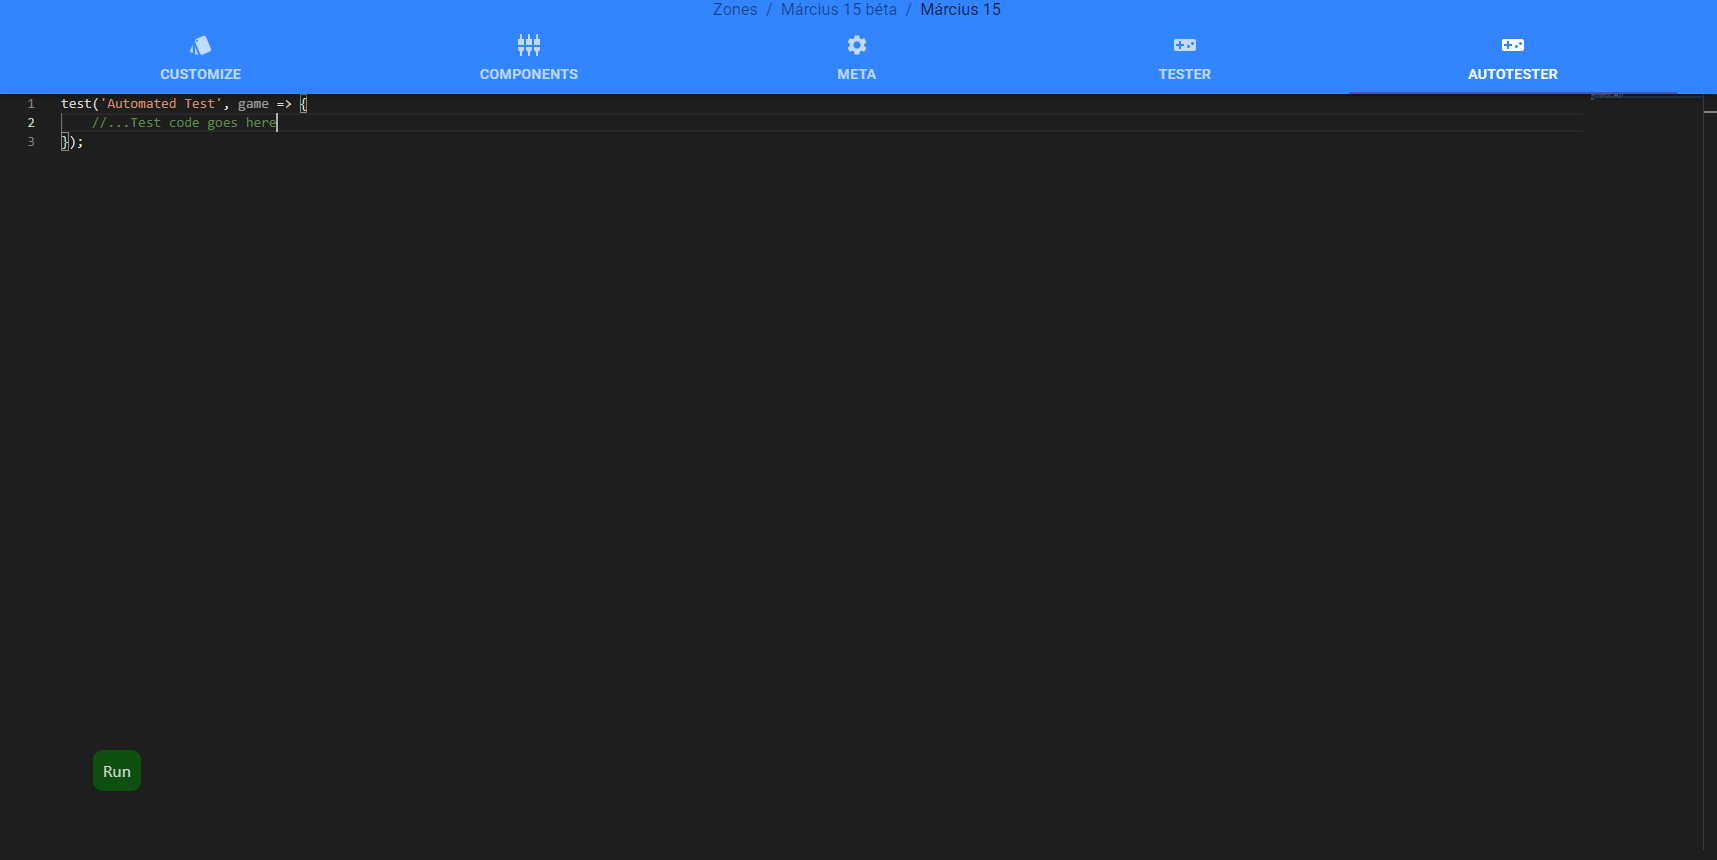 Zones / Március 15 béta / Március 15
CUSTOMIZE
COMPONENTS
META
TESTER
AUTOTESTER
1 test('Automated Test', game => {
2 //...Test code goes here
3 });
Run